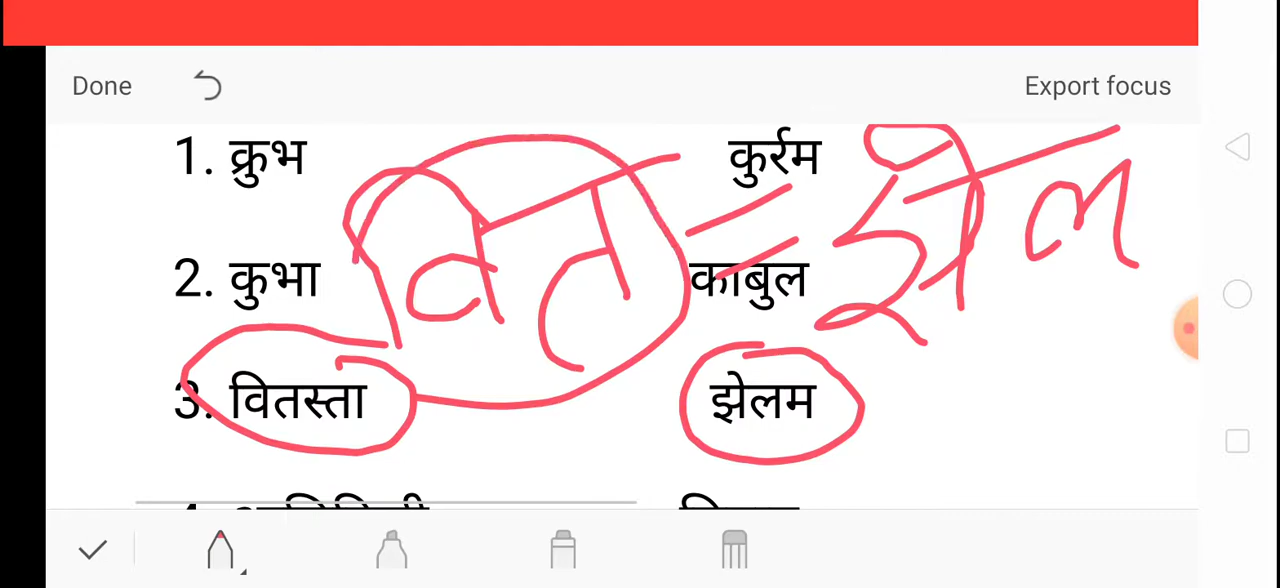 Done Export focus
1. क्रुभ कुर्रम
वित = झेल
2. कुभा काबुल
3. वितस्ता झेलम